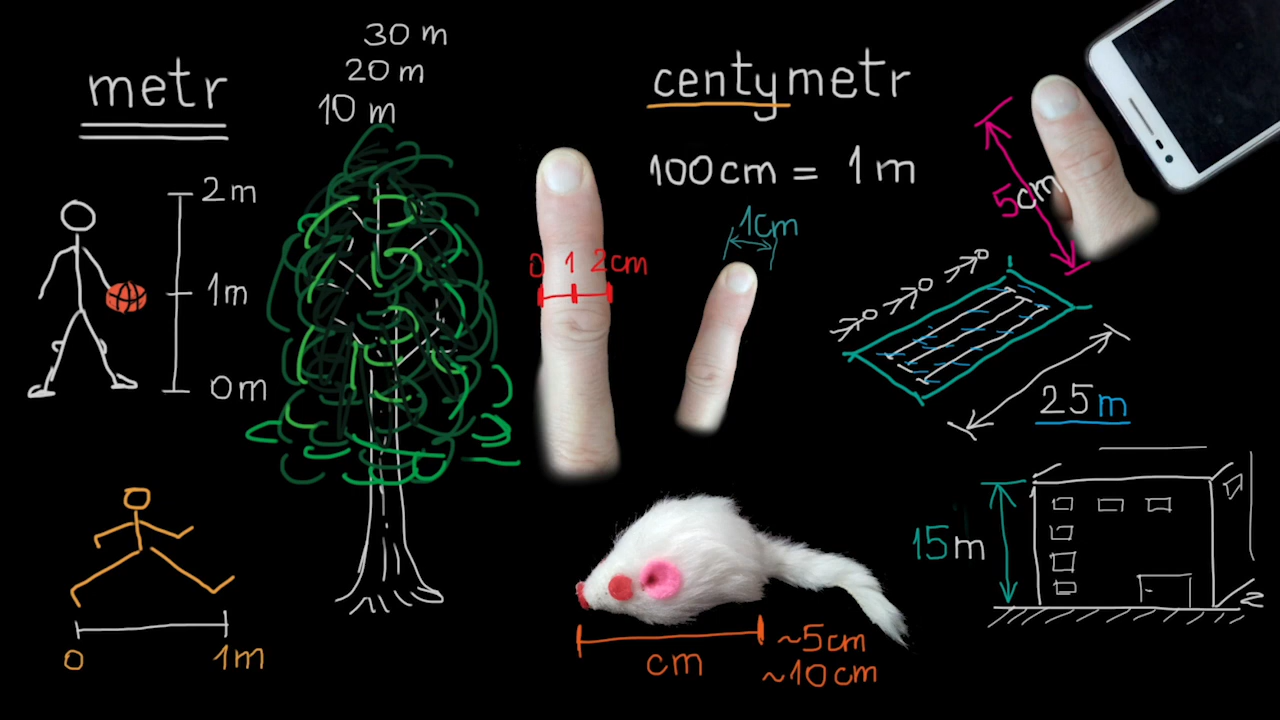 metr
2m
1m
0m
0
1m
30 m
20 m
10 m
centymetr
100cm = 1m
0 1 2cm
1cm
5cm
25m
15m
cm
~5cm
~10cm